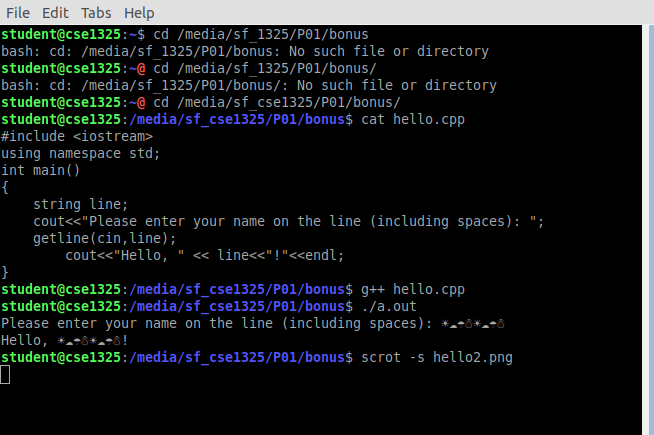 File Edit Tabs Help
student@cse1325:~$ cd /media/sf_1325/P01/bonus
bash: cd: /media/sf_1325/P01/bonus: No such file or directory
student@cse1325:~@ cd /media/sf_1325/P01/bonus/
bash: cd: /media/sf_1325/P01/bonus/: No such file or directory
student@cse1325:~@ cd /media/sf_cse1325/P01/bonus/
student@cse1325:/media/sf_cse1325/P01/bonus$ cat hello.cpp
#include <iostream>
using namespace std;
int main()
{
    string line;
    cout<<"Please enter your name on the line (including spaces): ";
    getline(cin,line);
        cout<<"Hello, " << line<<"!"<<endl;
}
student@cse1325:/media/sf_cse1325/P01/bonus$ g++ hello.cpp
student@cse1325:/media/sf_cse1325/P01/bonus$ ./a.out
Please enter your name on the line (including spaces): ☀☁☂☃☀☁☂☃
Hello, ☀☁☂☃☀☁☂☃!
student@cse1325:/media/sf_cse1325/P01/bonus$ scrot -s hello2.png